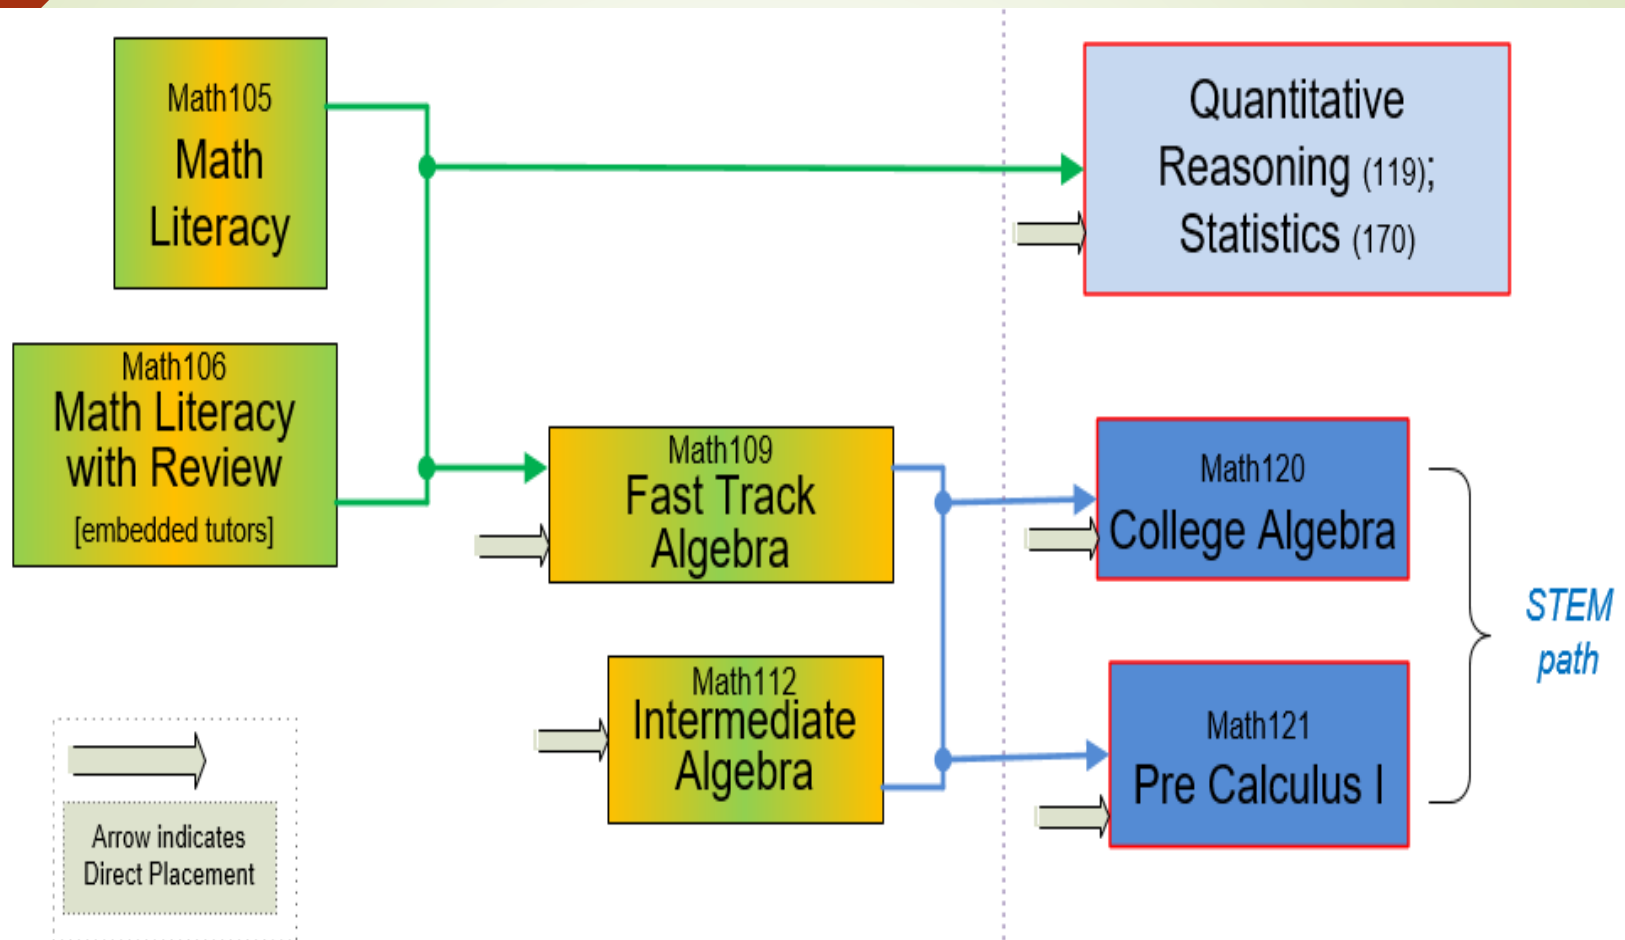 Math105
Math
Literacy
Quantitative
Reasoning (119);
Statistics (170)
Math106
Math Literacy
with Review
[embedded tutors]
Math109
Fast Track
Algebra
Math120
College Algebra
STEM
path
Math112
Intermediate
Algebra
Math121
Pre Calculus I
Arrow indicates
Direct Placement